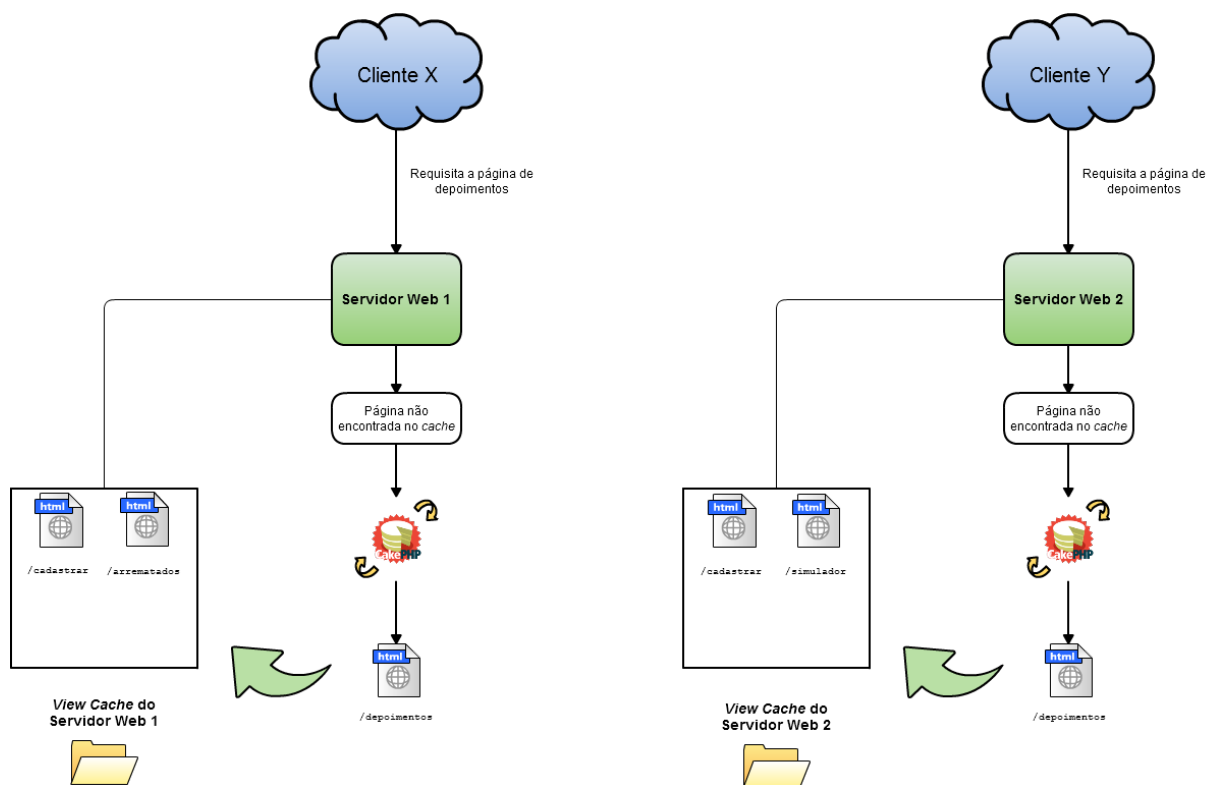 Cliente X
Requisita a página de
depoimentos
Servidor Web 1
Página não
encontrada no cache
html
html
/cadastrar
/arrematados
CakePHP
html
/depoimentos
View Cache do
Servidor Web 1
Cliente Y
Requisita a página de
depoimentos
Servidor Web 2
Página não
encontrada no cache
html
html
/cadastrar
/simulador
CakePHP
html
/depoimentos
View Cache do
Servidor Web 2